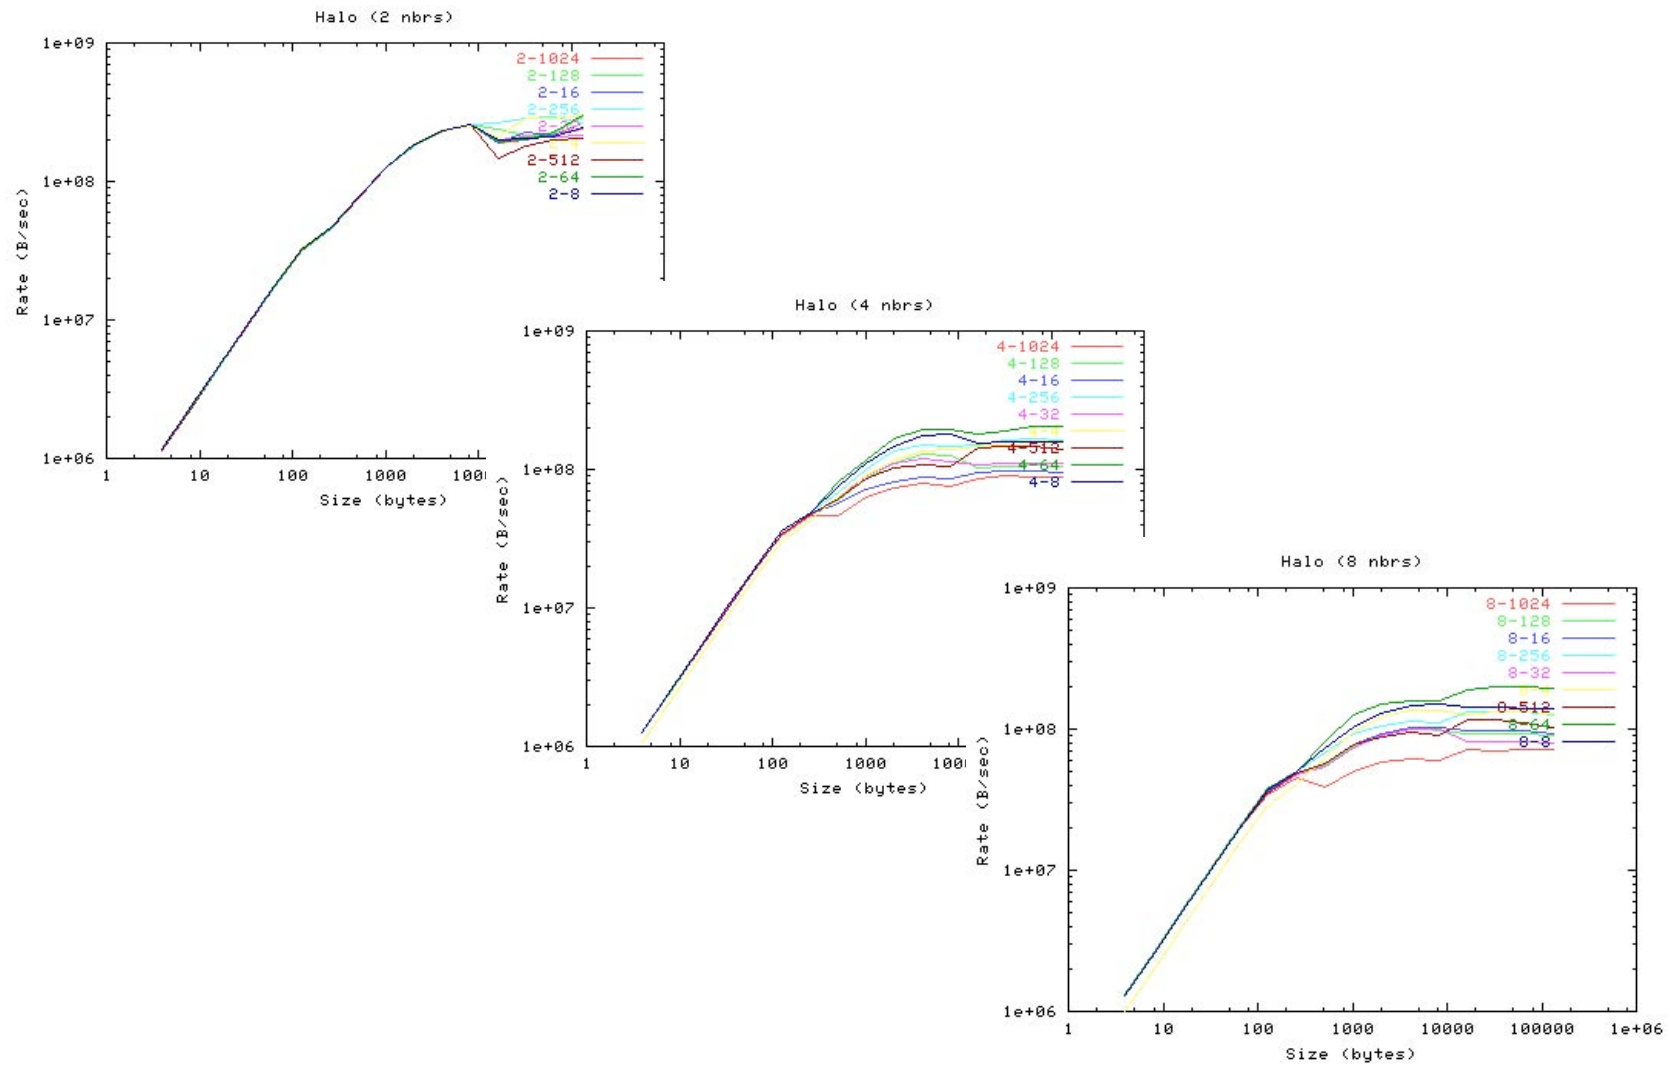 Halo (2 nbrs)
1e+09
2-1024
2-128
2-16
2-256
2-512
2-64
2-8
1e+08
1e+07
1e+06
Rate (B/sec)
1
10
100
1000
Size (bytes)
Halo (4 nbrs)
1e+09
4-1024
4-128
4-16
4-256
4-32
4-4
4-512
4-64
4-8
1e+08
1e+07
1e+06
Rate (B/sec)
1
10
100
1000
Size (bytes)
Halo (8 nbrs)
1e+09
8-1024
8-128
8-16
8-256
8-32
8-512
8-64
8-8
1e+08
1e+07
1e+06
Rate (B/sec)
1
10
100
1000
10000
100000
1e+06
Size (bytes)